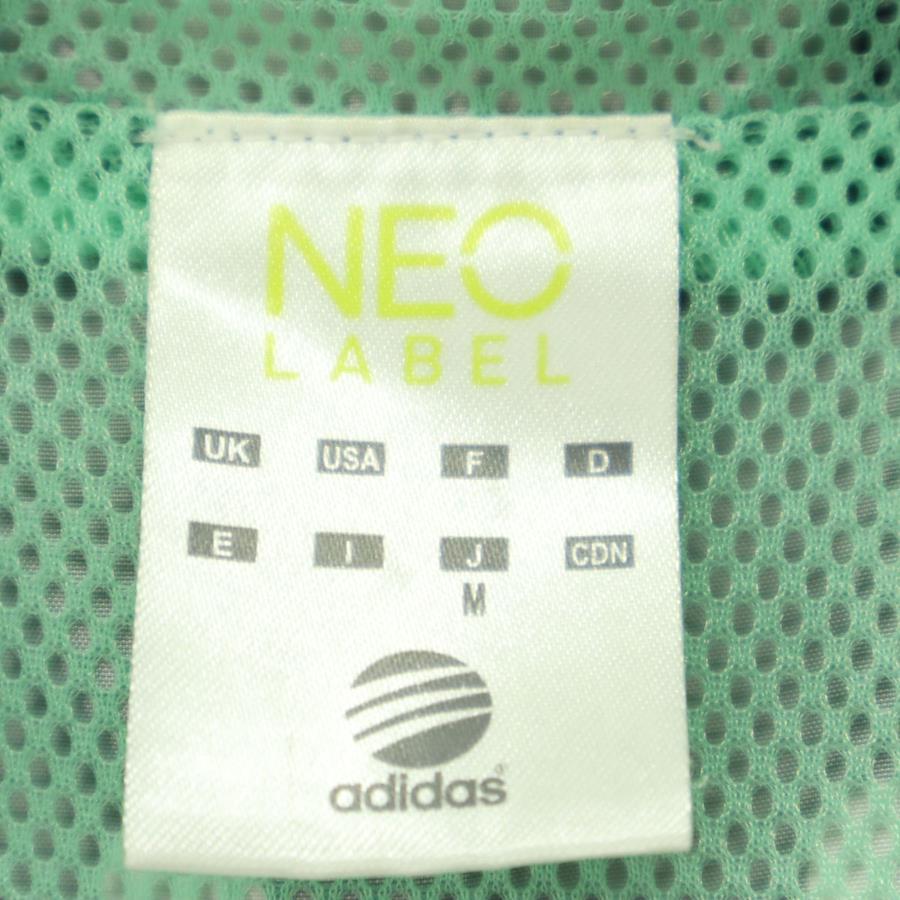 NEO
LABEL
UK USA F D
E I J CDN
M
adidas